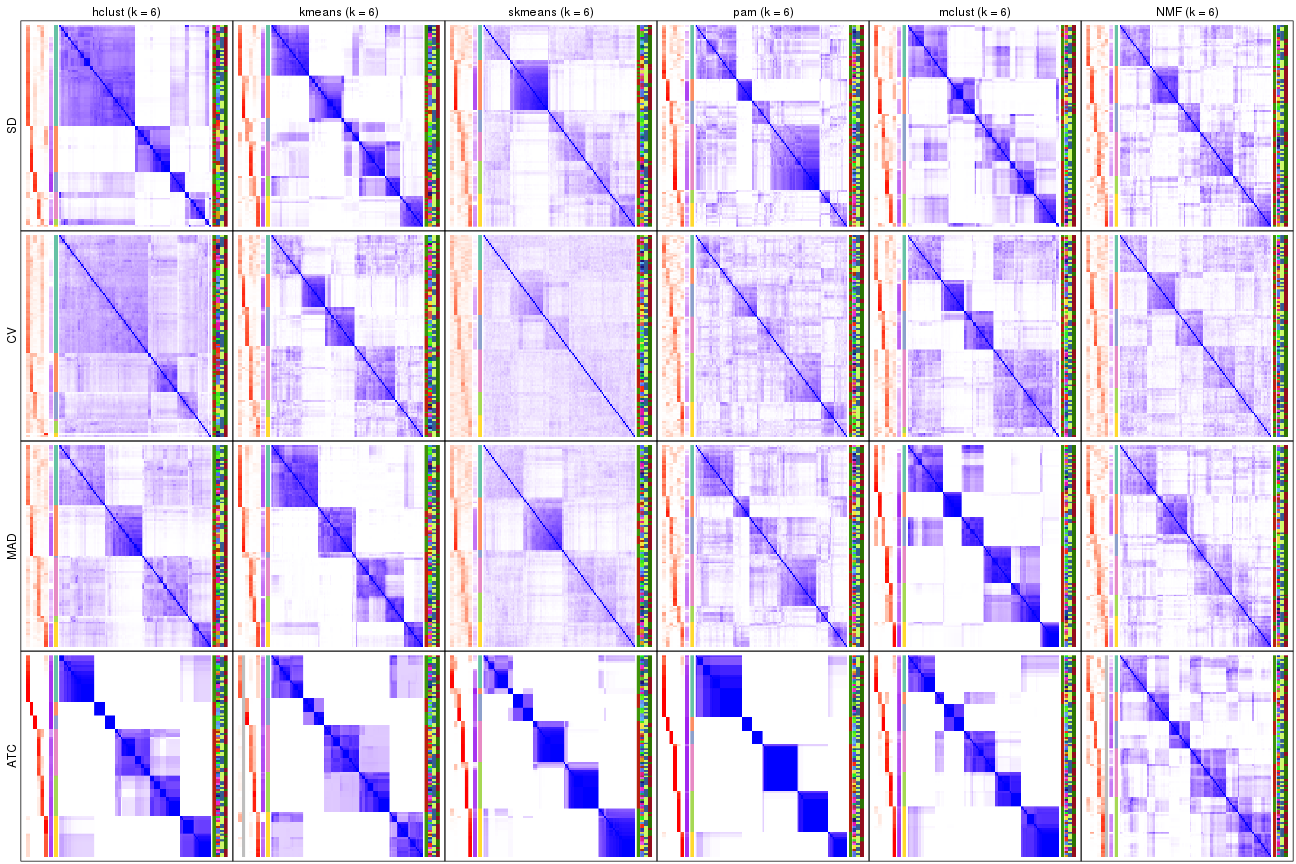 hclust (k = 6) kmeans (k = 6) skmeans (k = 6) pam (k = 6) mclust (k = 6) NMF (k = 6)
SD
CV
MAD
ATC